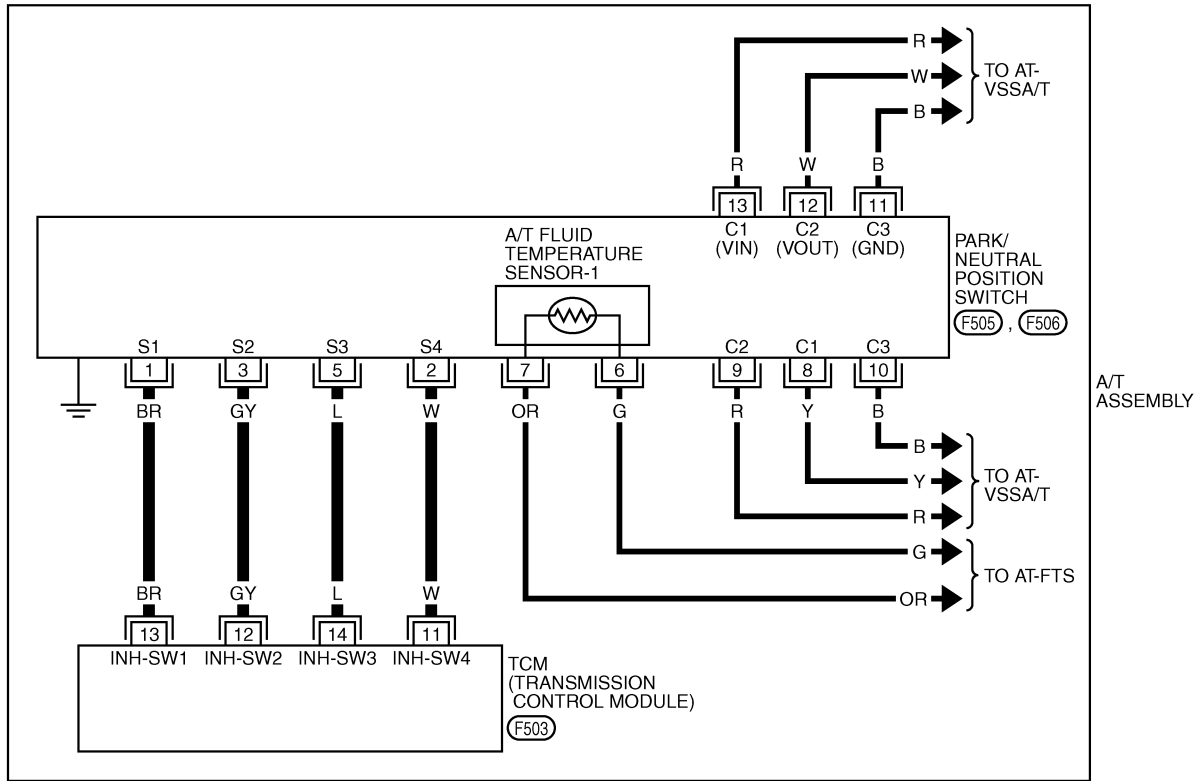 R
W
TO AT-
VSSA/T
B
R W B
13 12 11
C1 C2 C3
(VIN) (VOUT) (GND)
A/T FLUID
TEMPERATURE
SENSOR-1
PARK/
NEUTRAL
POSITION
SWITCH
F505 , F506
S1 S2 S3 S4 C2 C1 C3
1 3 5 2 7 6 9 8 10
BR GY L W OR G R Y B
A/T
ASSEMBLY
B
Y
R
TO AT-
VSSA/T
G
OR
TO AT-FTS
BR GY L W
13 12 14 11
INH-SW1 INH-SW2 INH-SW3 INH-SW4
TCM
(TRANSMISSION
CONTROL MODULE)
F503